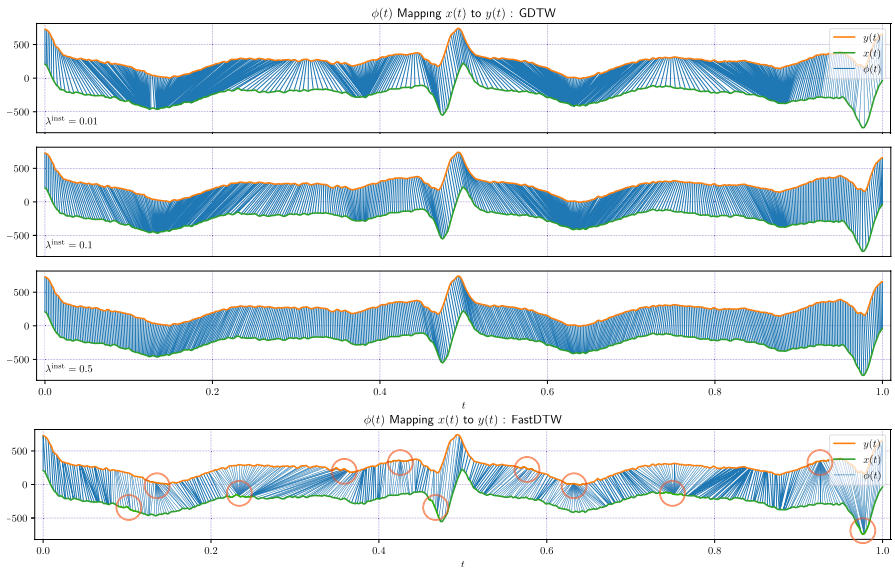 ϕ(t) Mapping x(t) to y(t) : GDTW
500
0
−500
λ^inst = 0.01
y(t)
x(t)
ϕ(t)
500
0
−500
λ^inst = 0.1
500
0
−500
λ^inst = 0.5
0.0 0.2 0.4 0.6 0.8 1.0
t
ϕ(t) Mapping x(t) to y(t) : FastDTW
500
0
−500
y(t)
x(t)
ϕ(t)
0.0 0.2 0.4 0.6 0.8 1.0
t